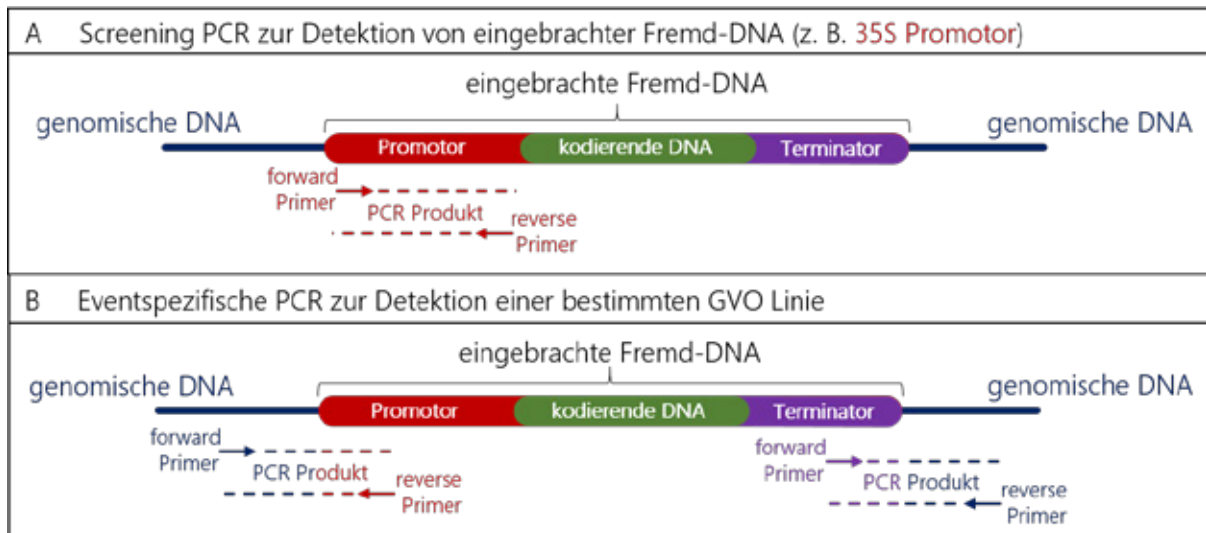 A Screening PCR zur Detektion von eingebrachter Fremd-DNA (z. B. 35S Promotor)
eingebrachte Fremd-DNA
genomische DNA
genomische DNA
Promotor
kodierende DNA
Terminator
forward
Primer
PCR Produkt
reverse
Primer
B Eventspezifische PCR zur Detektion einer bestimmten GVO Linie
eingebrachte Fremd-DNA
genomische DNA
genomische DNA
Promotor
kodierende DNA
Terminator
forward
Primer
PCR Produkt
reverse
Primer
forward
Primer
PCR Produkt
reverse
Primer